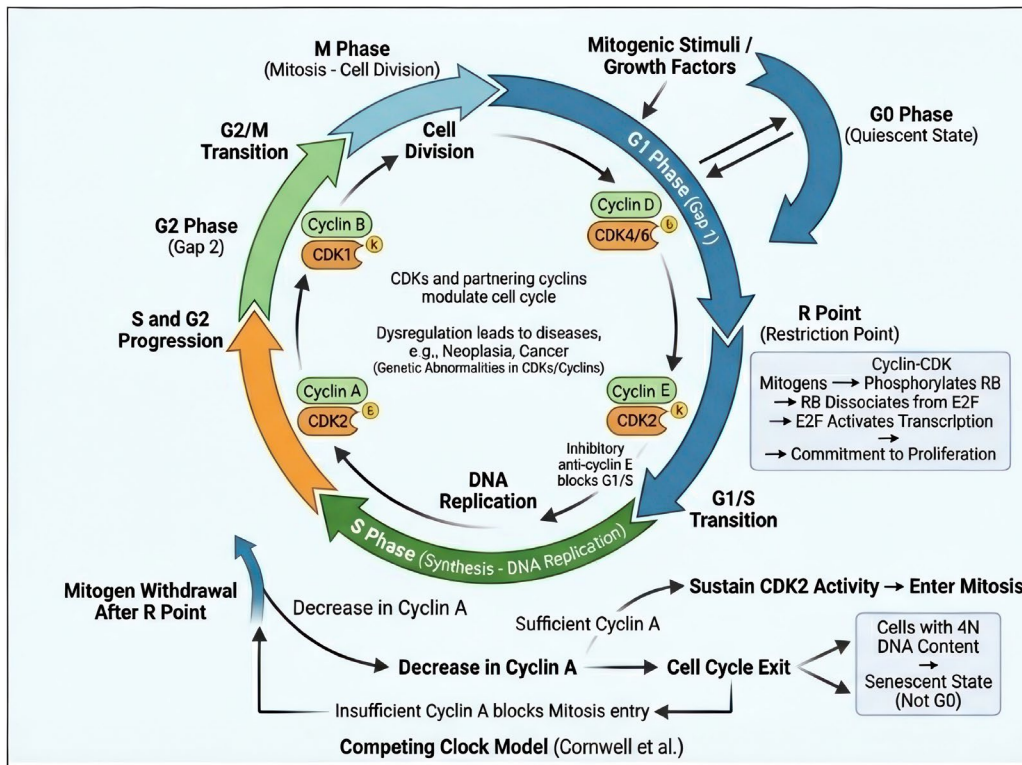 M Phase
(Mitosis - Cell Division)
Mitogenic Stimuli /
Growth Factors
G0 Phase
(Quiescent State)
G2/M
Transition
Cell
Division
G1 Phase (Gap 1)
Cyclin B
CDK1
k
Cyclin D
CDK4/6
G2 Phase
(Gap 2)
CDKs and partnering cyclins
modulate cell cycle
S and G2
Progression
Dysregulation leads to diseases,
e.g., Neoplasia, Cancer
(Genetic Abnormalities in CDKs/Cyclins)
R Point
(Restriction Point)
Cyclin-CDK
Mitogens → Phosphorylates RB
→ RB Dissociates from E2F
→ E2F Activates Transcription
→
→ Commitment to Proliferation
Cyclin A
CDK2
Cyclin E
CDK2
k
Inhibitory
anti-cyclin E
blocks G1/S
DNA
Replication
G1/S
Transition
S Phase (Synthesis - DNA Replication)
Mitogen Withdrawal
After R Point
Decrease in Cyclin A
Sustain CDK2 Activity → Enter Mitosis
Sufficient Cyclin A
Decrease in Cyclin A
Cell Cycle Exit
Cells with 4N
DNA Content
→
Senescent State
(Not G0)
Insufficient Cyclin A blocks Mitosis entry
Competing Clock Model (Cornwell et al.)